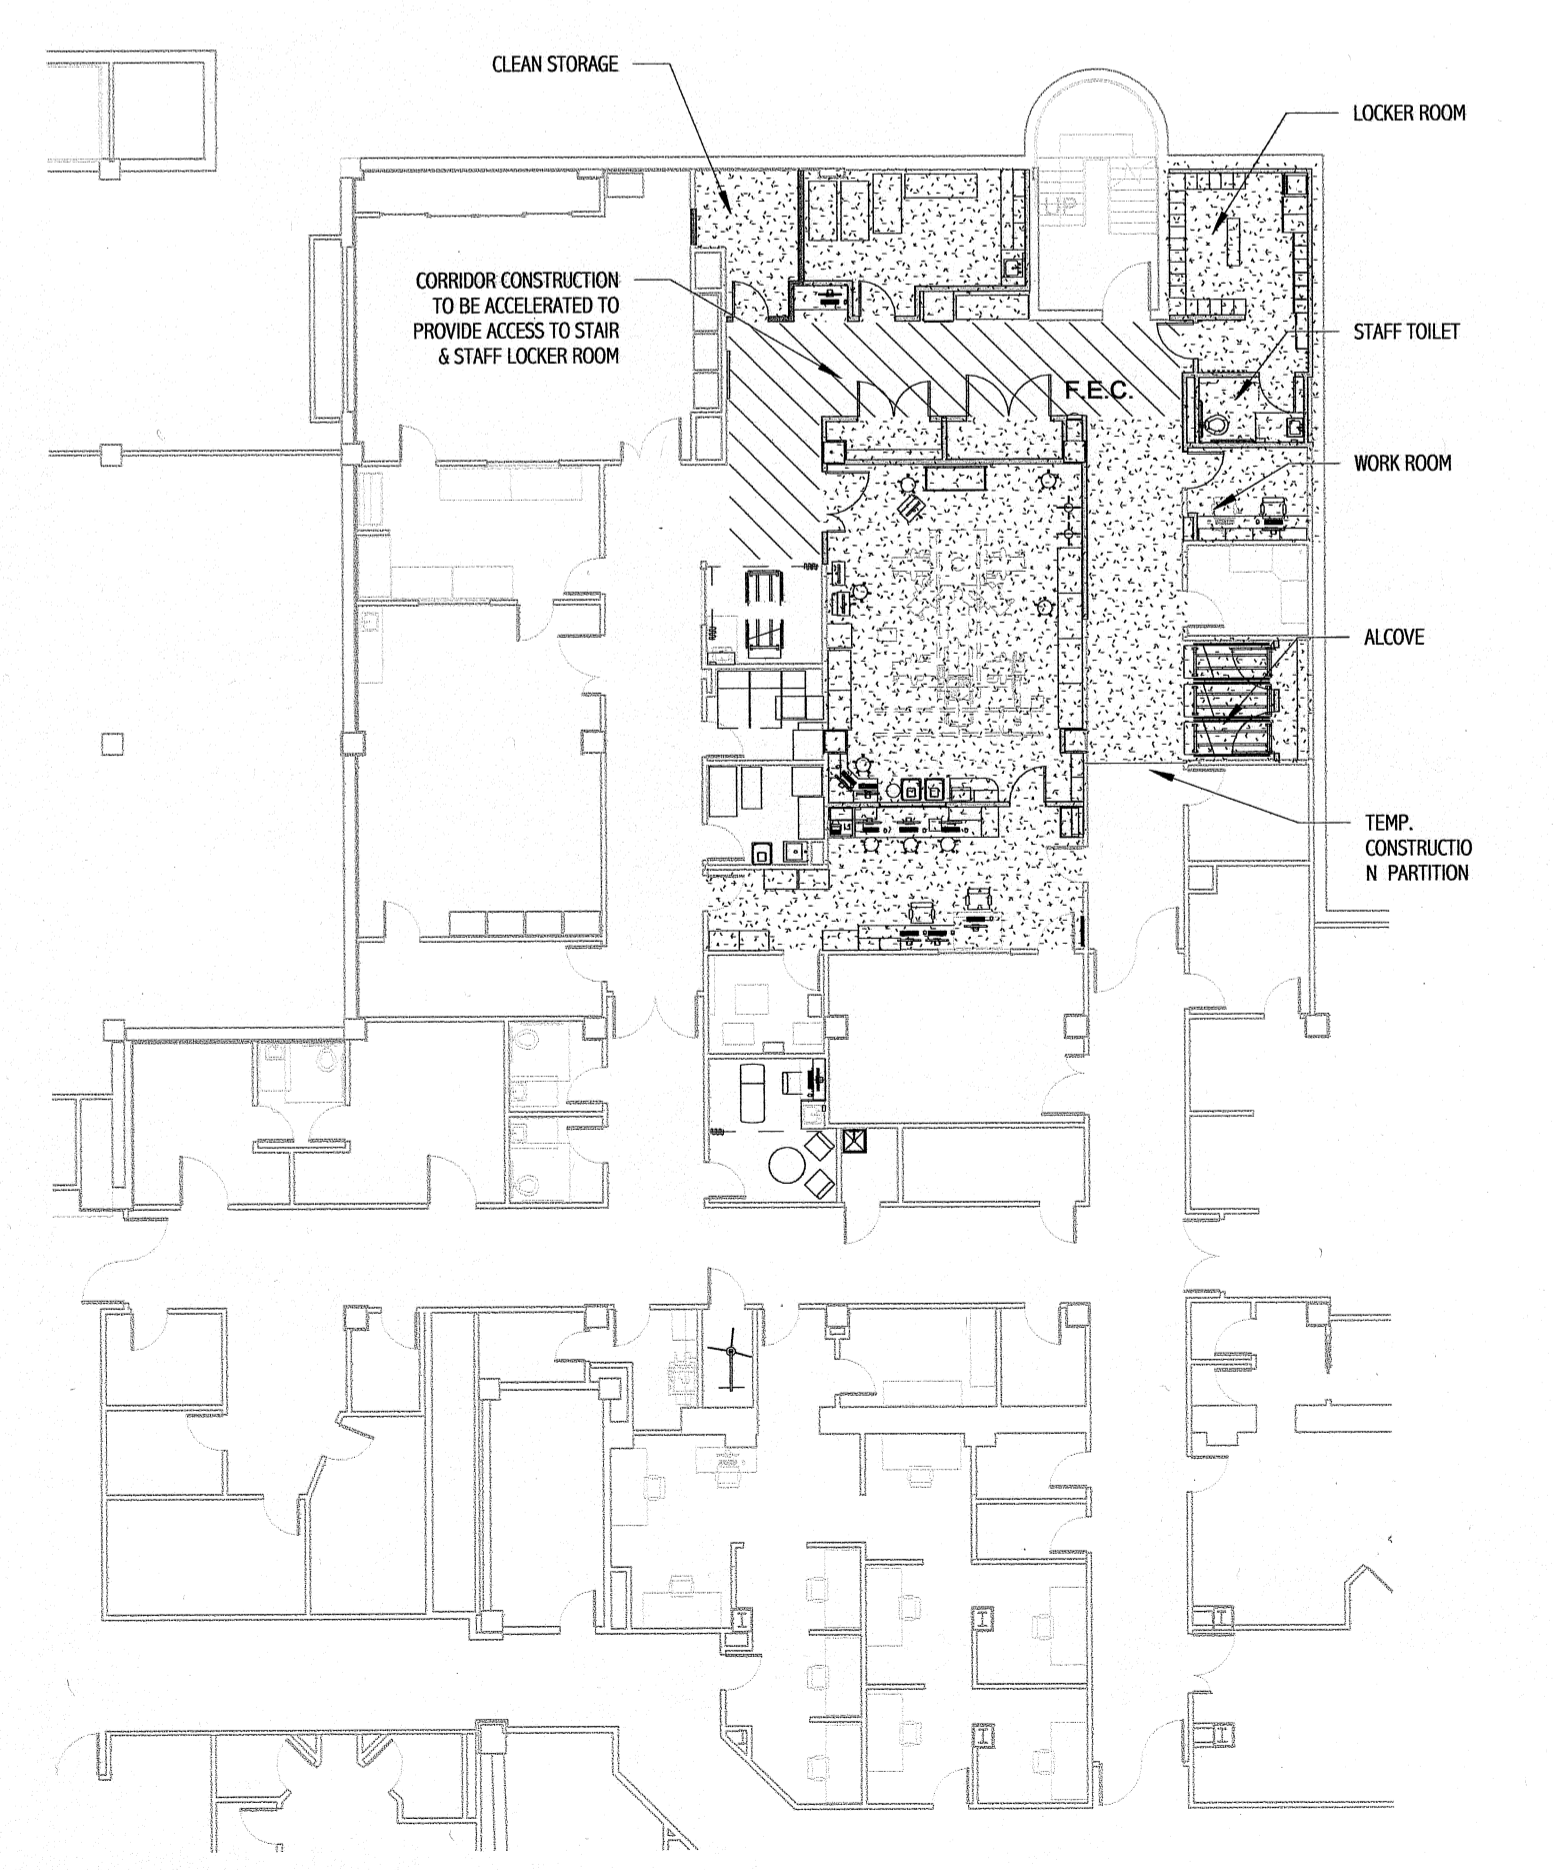 CLEAN STORAGE
LOCKER ROOM
UP
CORRIDOR CONSTRUCTION
TO BE ACCELERATED TO
PROVIDE ACCESS TO STAIR
& STAFF LOCKER ROOM
STAFF TOILET
F.E.C.
WORK ROOM
ALCOVE
TEMP.
CONSTRUCTIO
N PARTITION